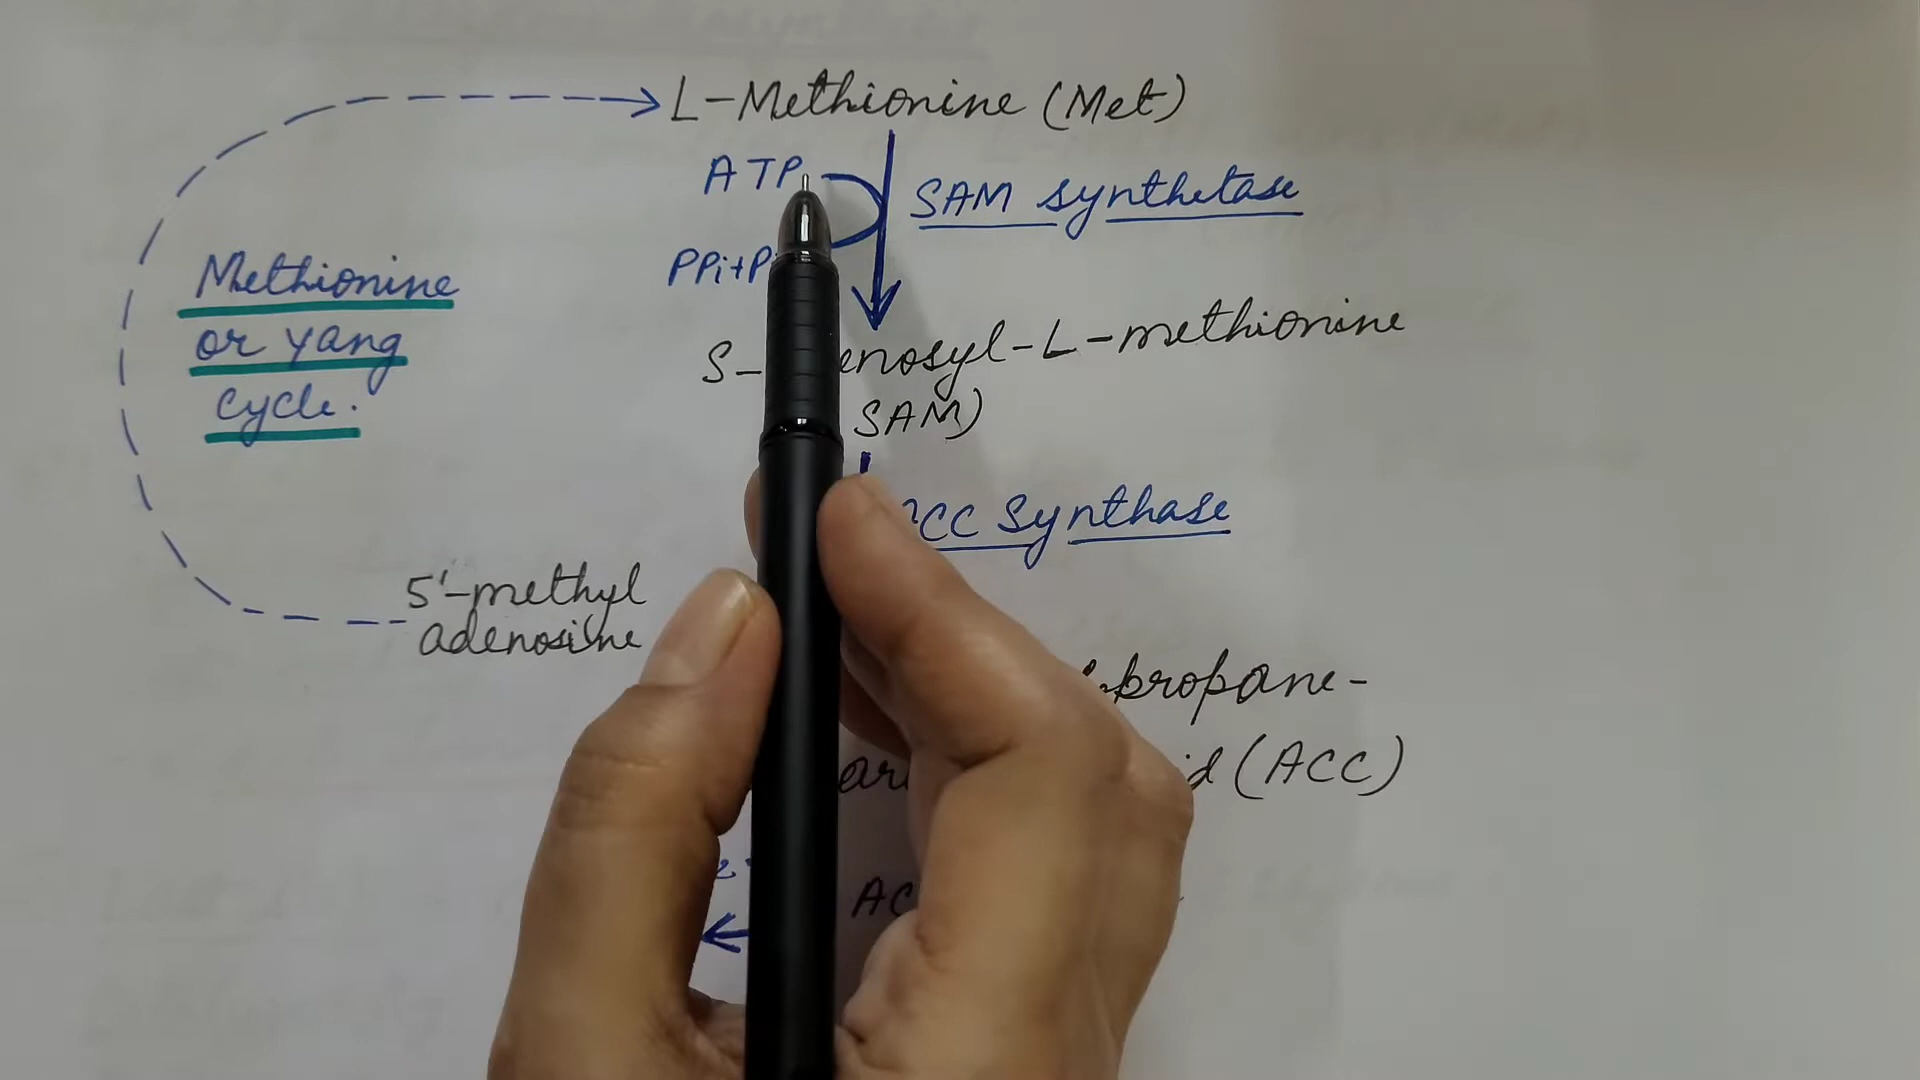 L-Methionine (Met)
ATP
SAM synthetase
PPi+P
Methionine
or yang
cycle.
S- enosyl-L-methionine
SAM)
CC Synthase
5'-methyl
adenosine
propane-
(ACC)
AC